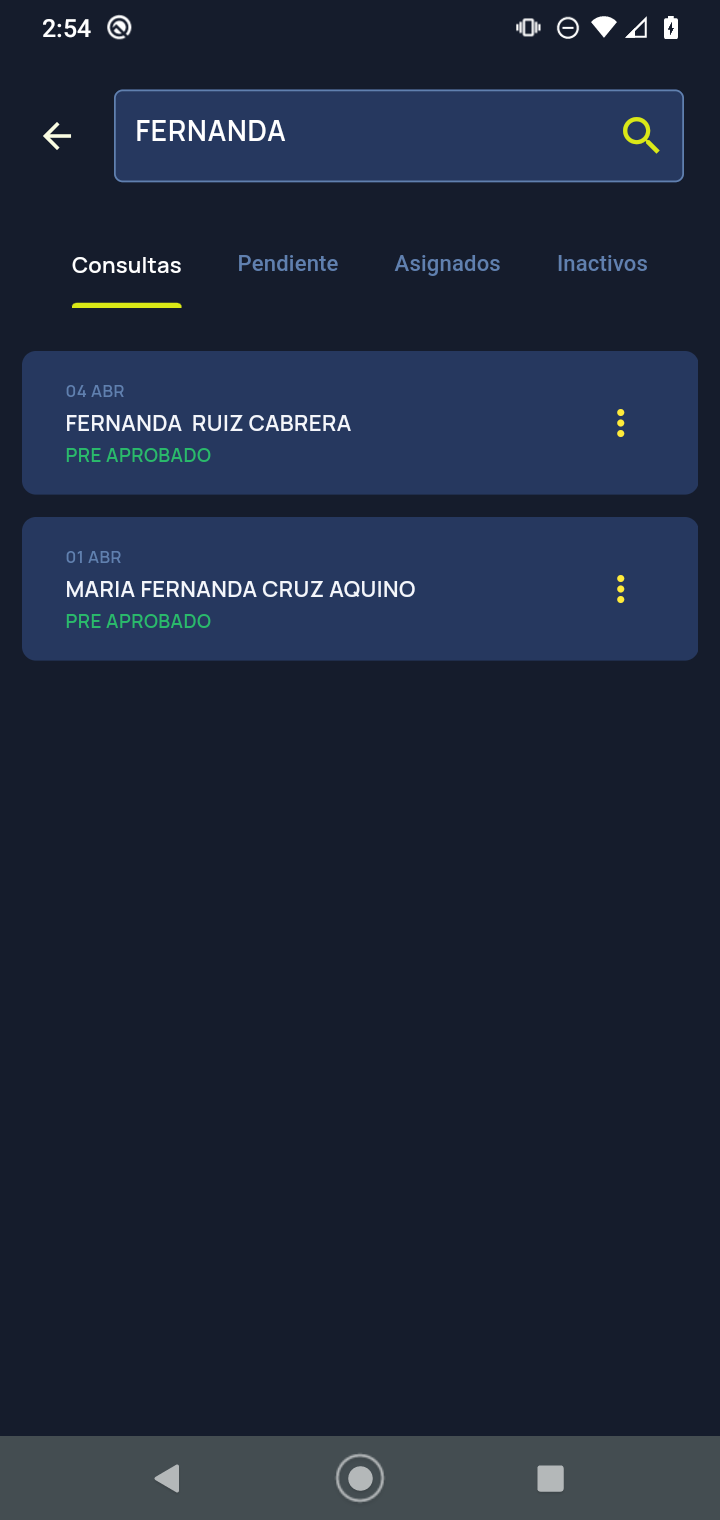 2:54
FERNANDA
Consultas Pendiente Asignados Inactivos
04 ABR
FERNANDA  RUIZ CABRERA
PRE APROBADO
01 ABR
MARIA FERNANDA CRUZ AQUINO
PRE APROBADO